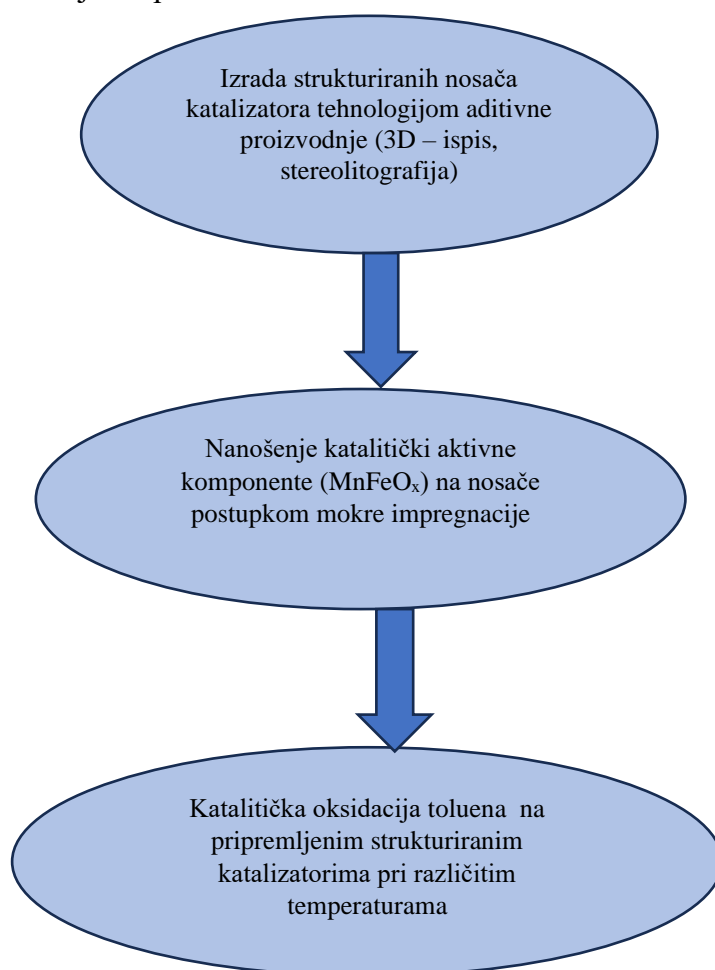 Izrada strukturiranih nosača
katalizatora tehnologijom aditivne
proizvodnje (3D – ispis,
stereolitografija)
Nanošenje katalitički aktivne
komponente (MnFeOₓ) na nosače
postupkom mokre impregnacije
Katalitička oksidacija toluena na
pripremljenim strukturiranim
katalizatorima pri različitim
temperaturama